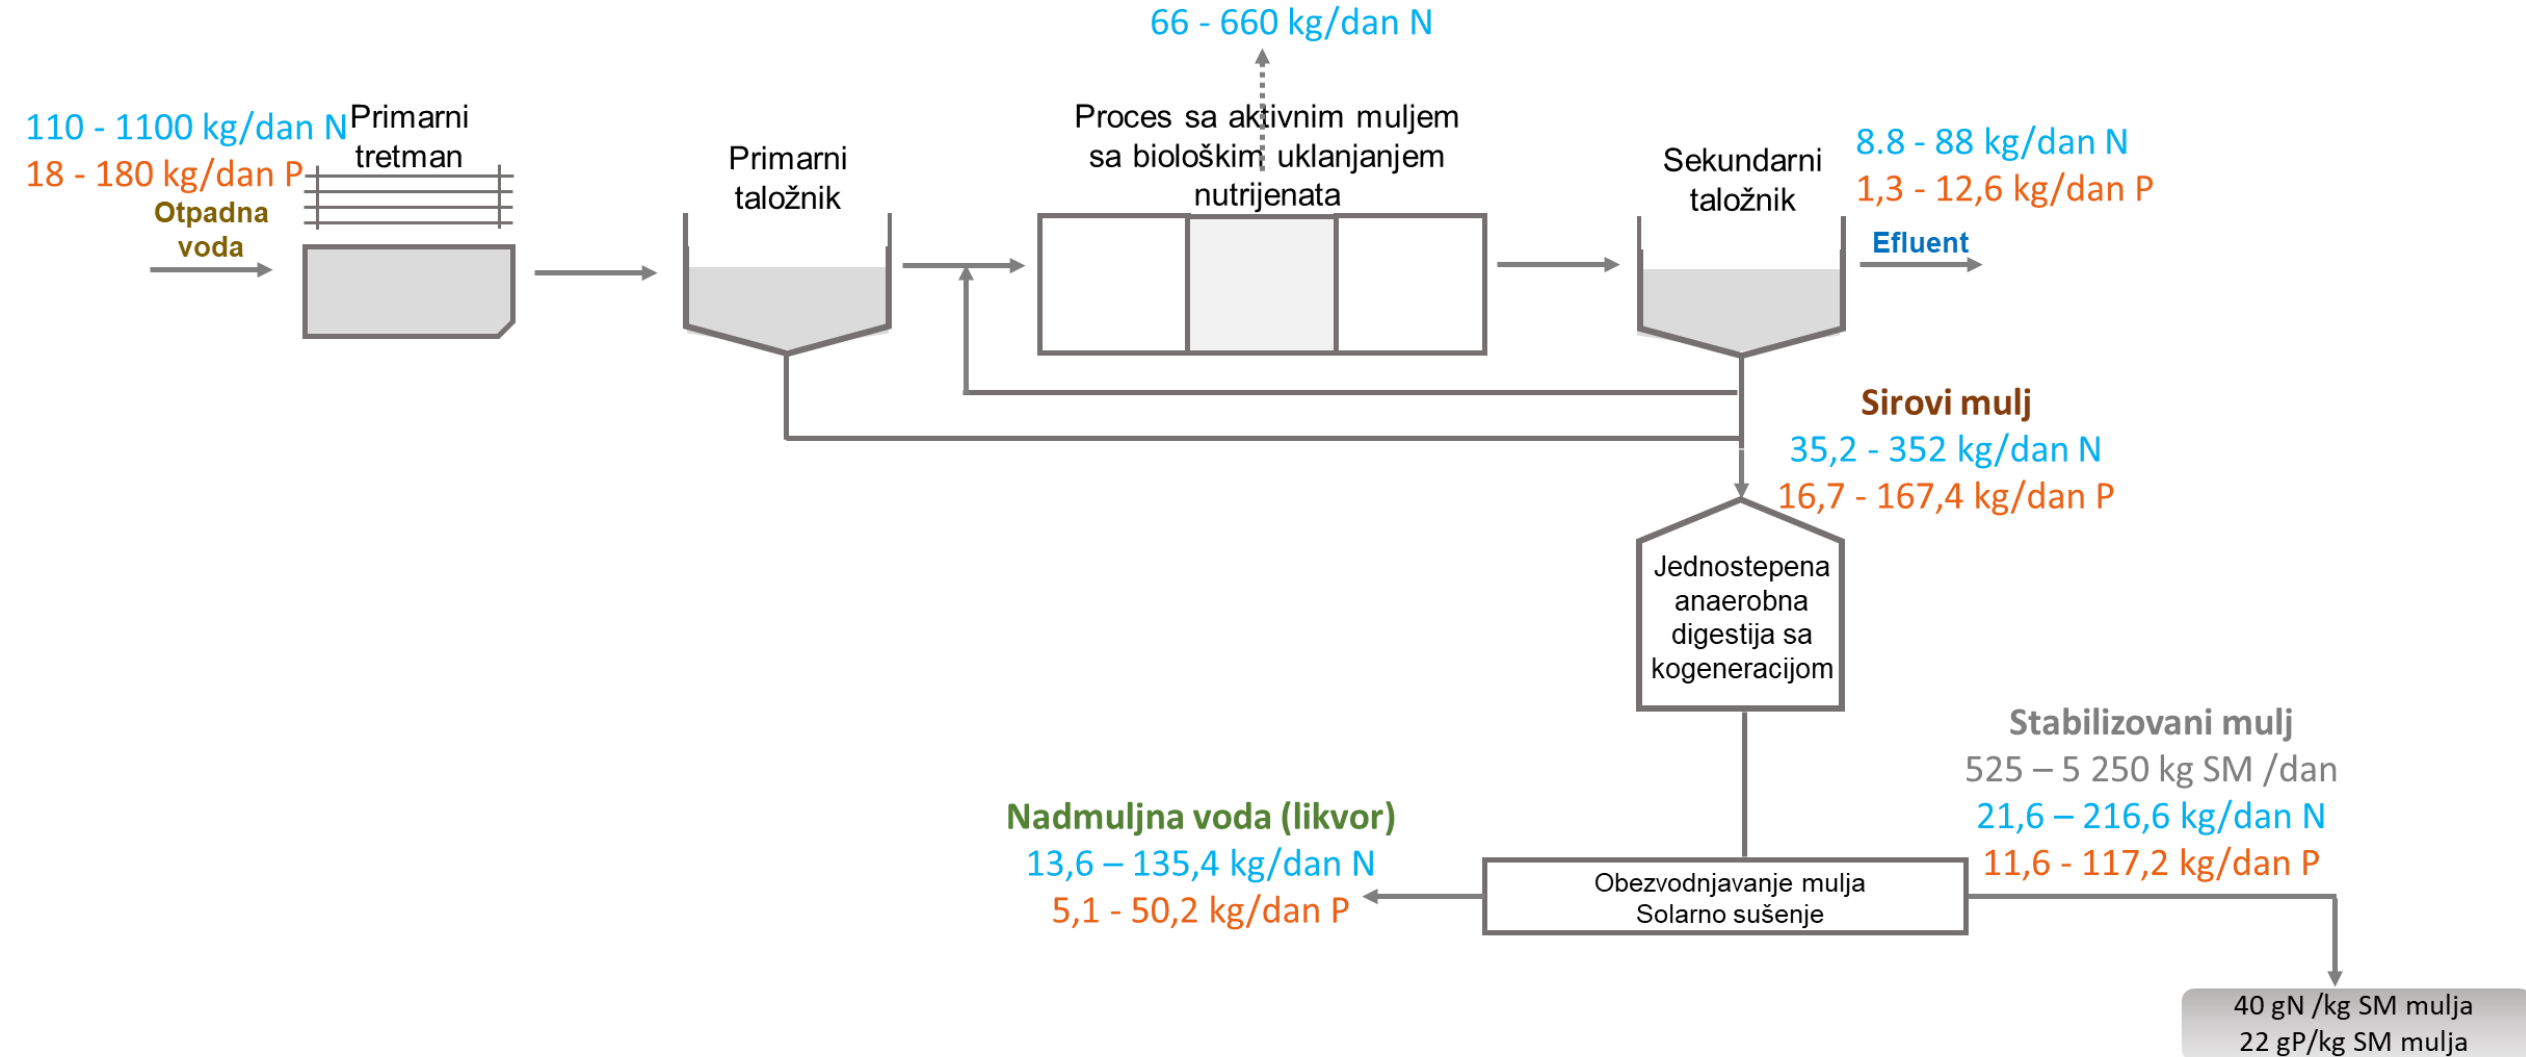 66 - 660 kg/dan N
110 - 1100 kg/dan N
18 - 180 kg/dan P
Otpadna
voda
Primarni
tretman
Primarni
taložnik
Proces sa aktivnim muljem
sa biološkim uklanjanjem
nutrijenata
Sekundarni
taložnik
8.8 - 88 kg/dan N
1,3 - 12,6 kg/dan P
Efluent
Sirovi mulj
35,2 - 352 kg/dan N
16,7 - 167,4 kg/dan P
Jednostepena
anaerobna
digestija sa
kogeneracijom
Stabilizovani mulj
525 – 5 250 kg SM /dan
21,6 – 216,6 kg/dan N
11,6 - 117,2 kg/dan P
Nadmuljna voda (likvor)
13,6 – 135,4 kg/dan N
5,1 - 50,2 kg/dan P
Obezvodnjavanje mulja
Solarno sušenje
40 gN /kg SM mulja
22 gP/kg SM mulja